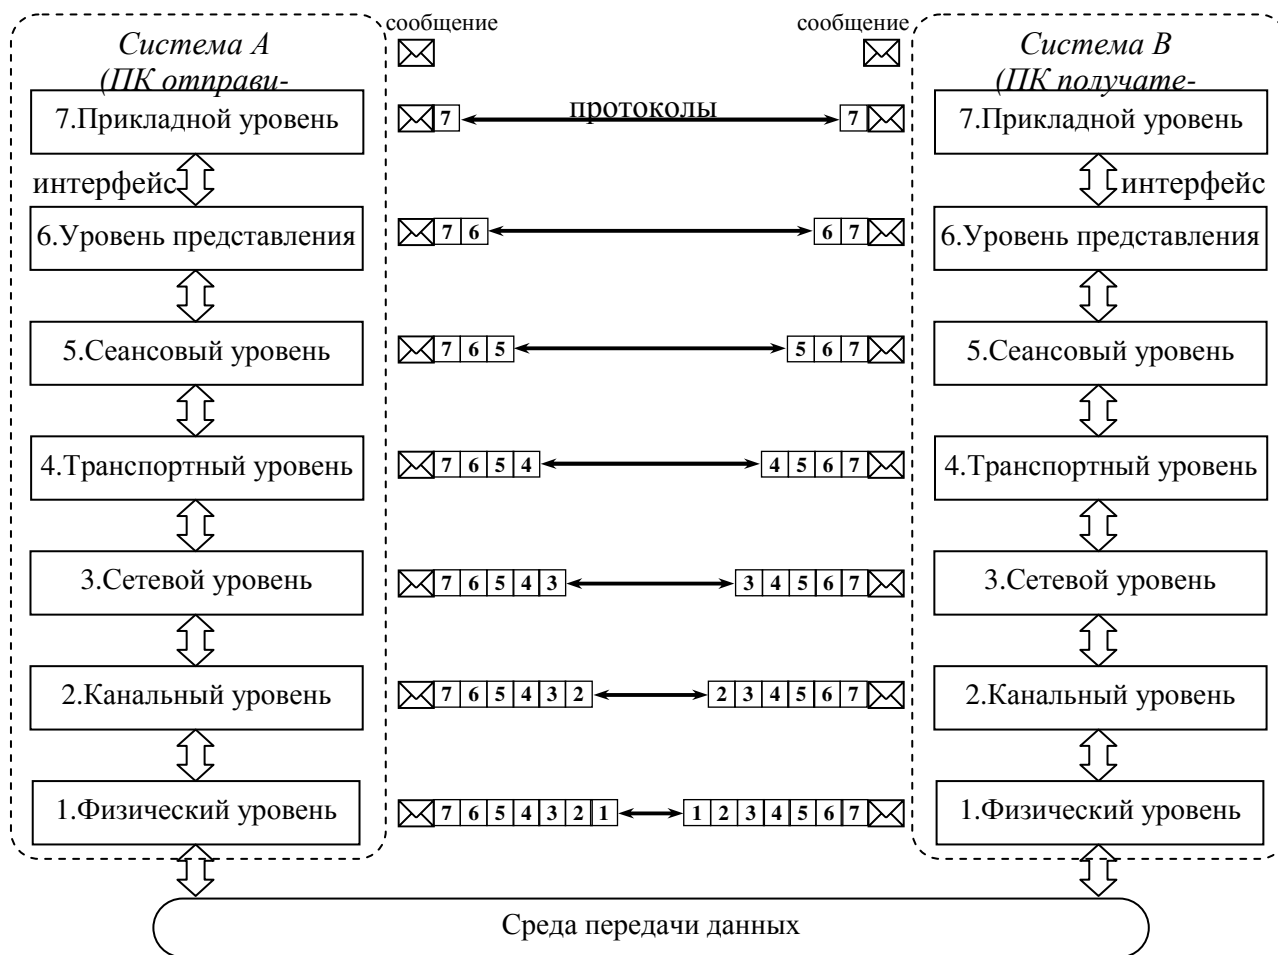 сообщение
сообщение
Система А
(ПК отправи-
Система В
(ПК получате-
7.Прикладной уровень
7
протоколы
7
7.Прикладной уровень
интерфейс
интерфейс
6.Уровень представления
7 6
6 7
6.Уровень представления
5.Сеансовый уровень
7 6 5
5 6 7
5.Сеансовый уровень
4.Транспортный уровень
7 6 5 4
4 5 6 7
4.Транспортный уровень
3.Сетевой уровень
7 6 5 4 3
3 4 5 6 7
3.Сетевой уровень
2.Канальный уровень
7 6 5 4 3 2
2 3 4 5 6 7
2.Канальный уровень
1.Физический уровень
7 6 5 4 3 2 1
1 2 3 4 5 6 7
1.Физический уровень
Среда передачи данных